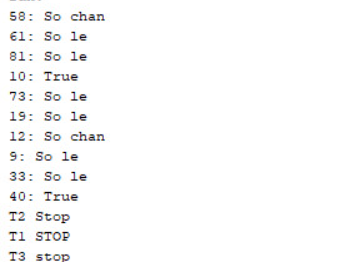 58: So chan
61: So le
81: So le
10: True
73: So le
19: So le
12: So chan
9: So le
33: So le
40: True
T2 Stop
T1 STOP
T3 stop